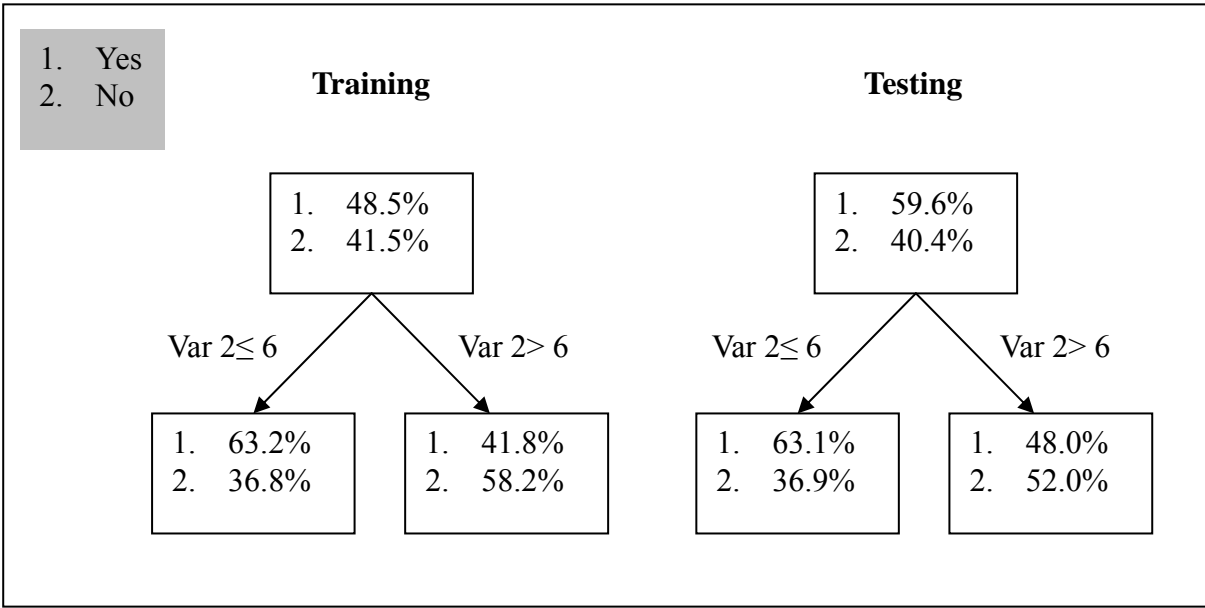 1. Yes
2. No
Training
Testing
1. 48.5%
2. 41.5%
1. 59.6%
2. 40.4%
Var 2≤ 6
Var 2> 6
Var 2≤ 6
Var 2> 6
1. 63.2%
2. 36.8%
1. 41.8%
2. 58.2%
1. 63.1%
2. 36.9%
1. 48.0%
2. 52.0%